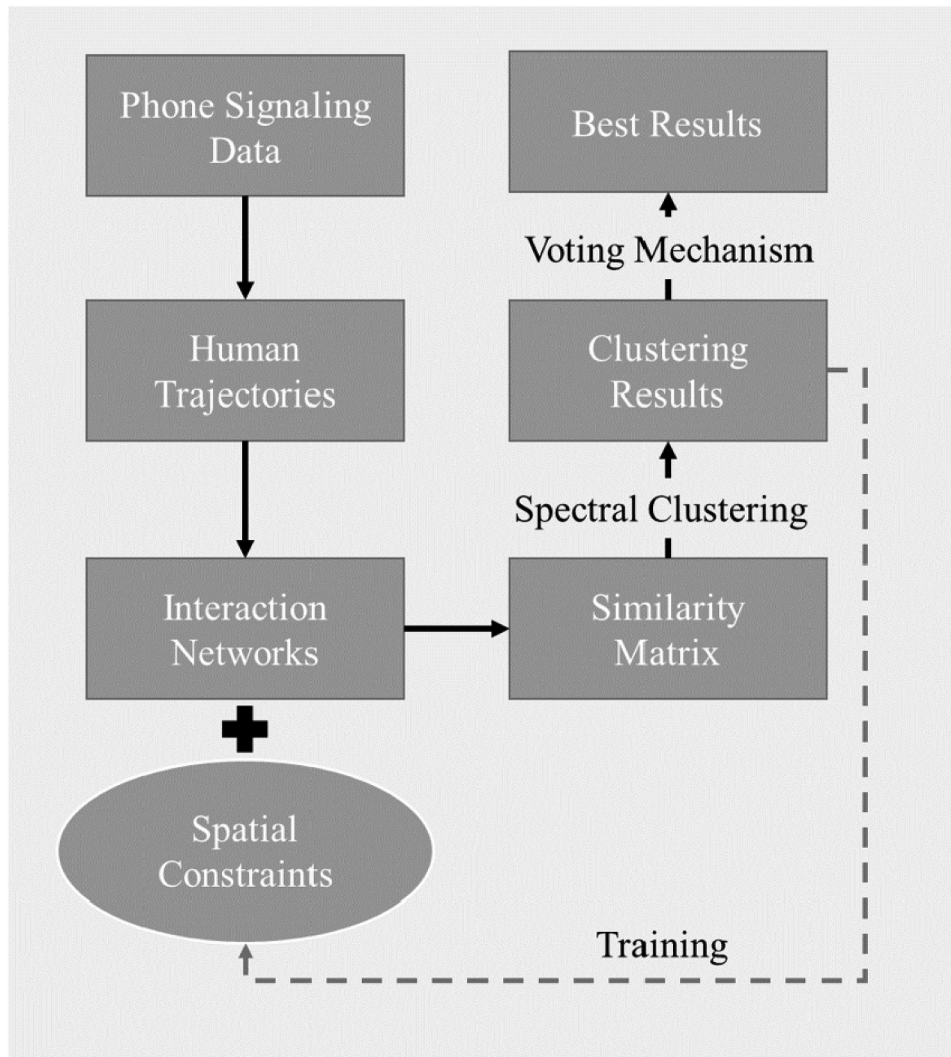 Phone Signaling
Data
Human
Trajectories
Interaction
Networks
Spatial
Constraints
Best Results
Voting Mechanism
Clustering
Results
Spectral Clustering
Similarity
Matrix
Training